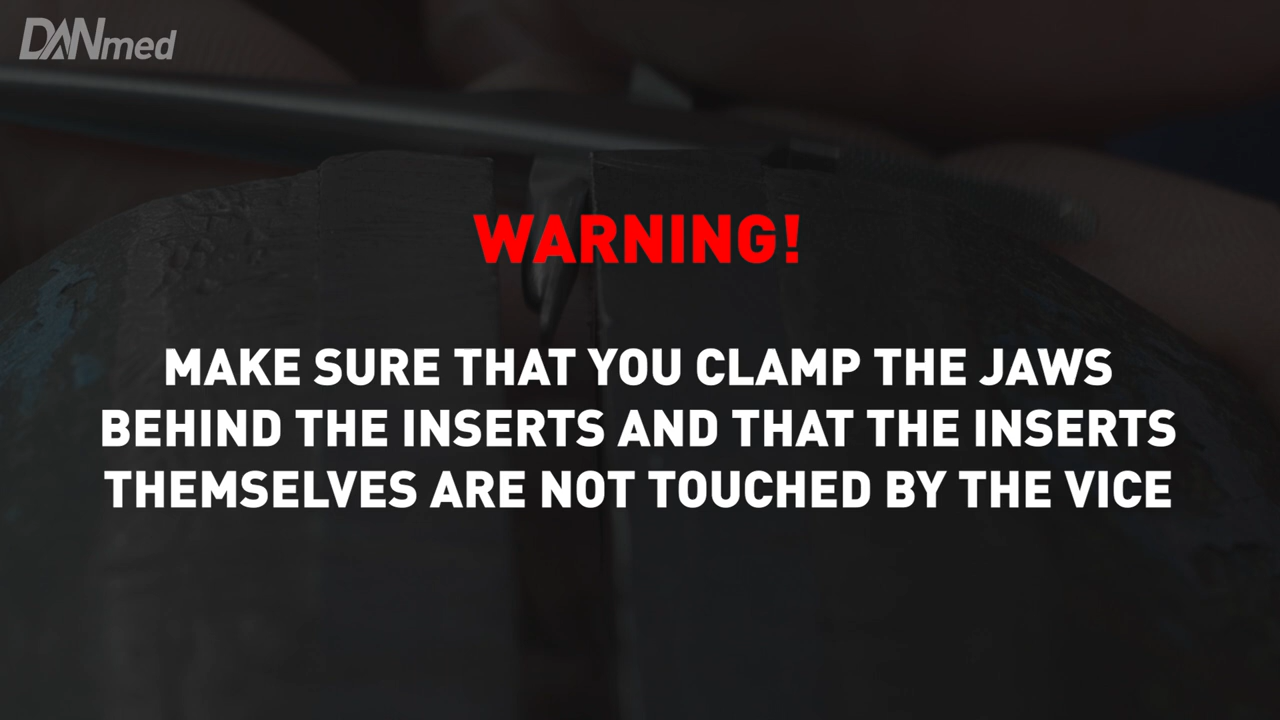 DANmed
WARNING!
MAKE SURE THAT YOU CLAMP THE JAWS
BEHIND THE INSERTS AND THAT THE INSERTS
THEMSELVES ARE NOT TOUCHED BY THE VICE